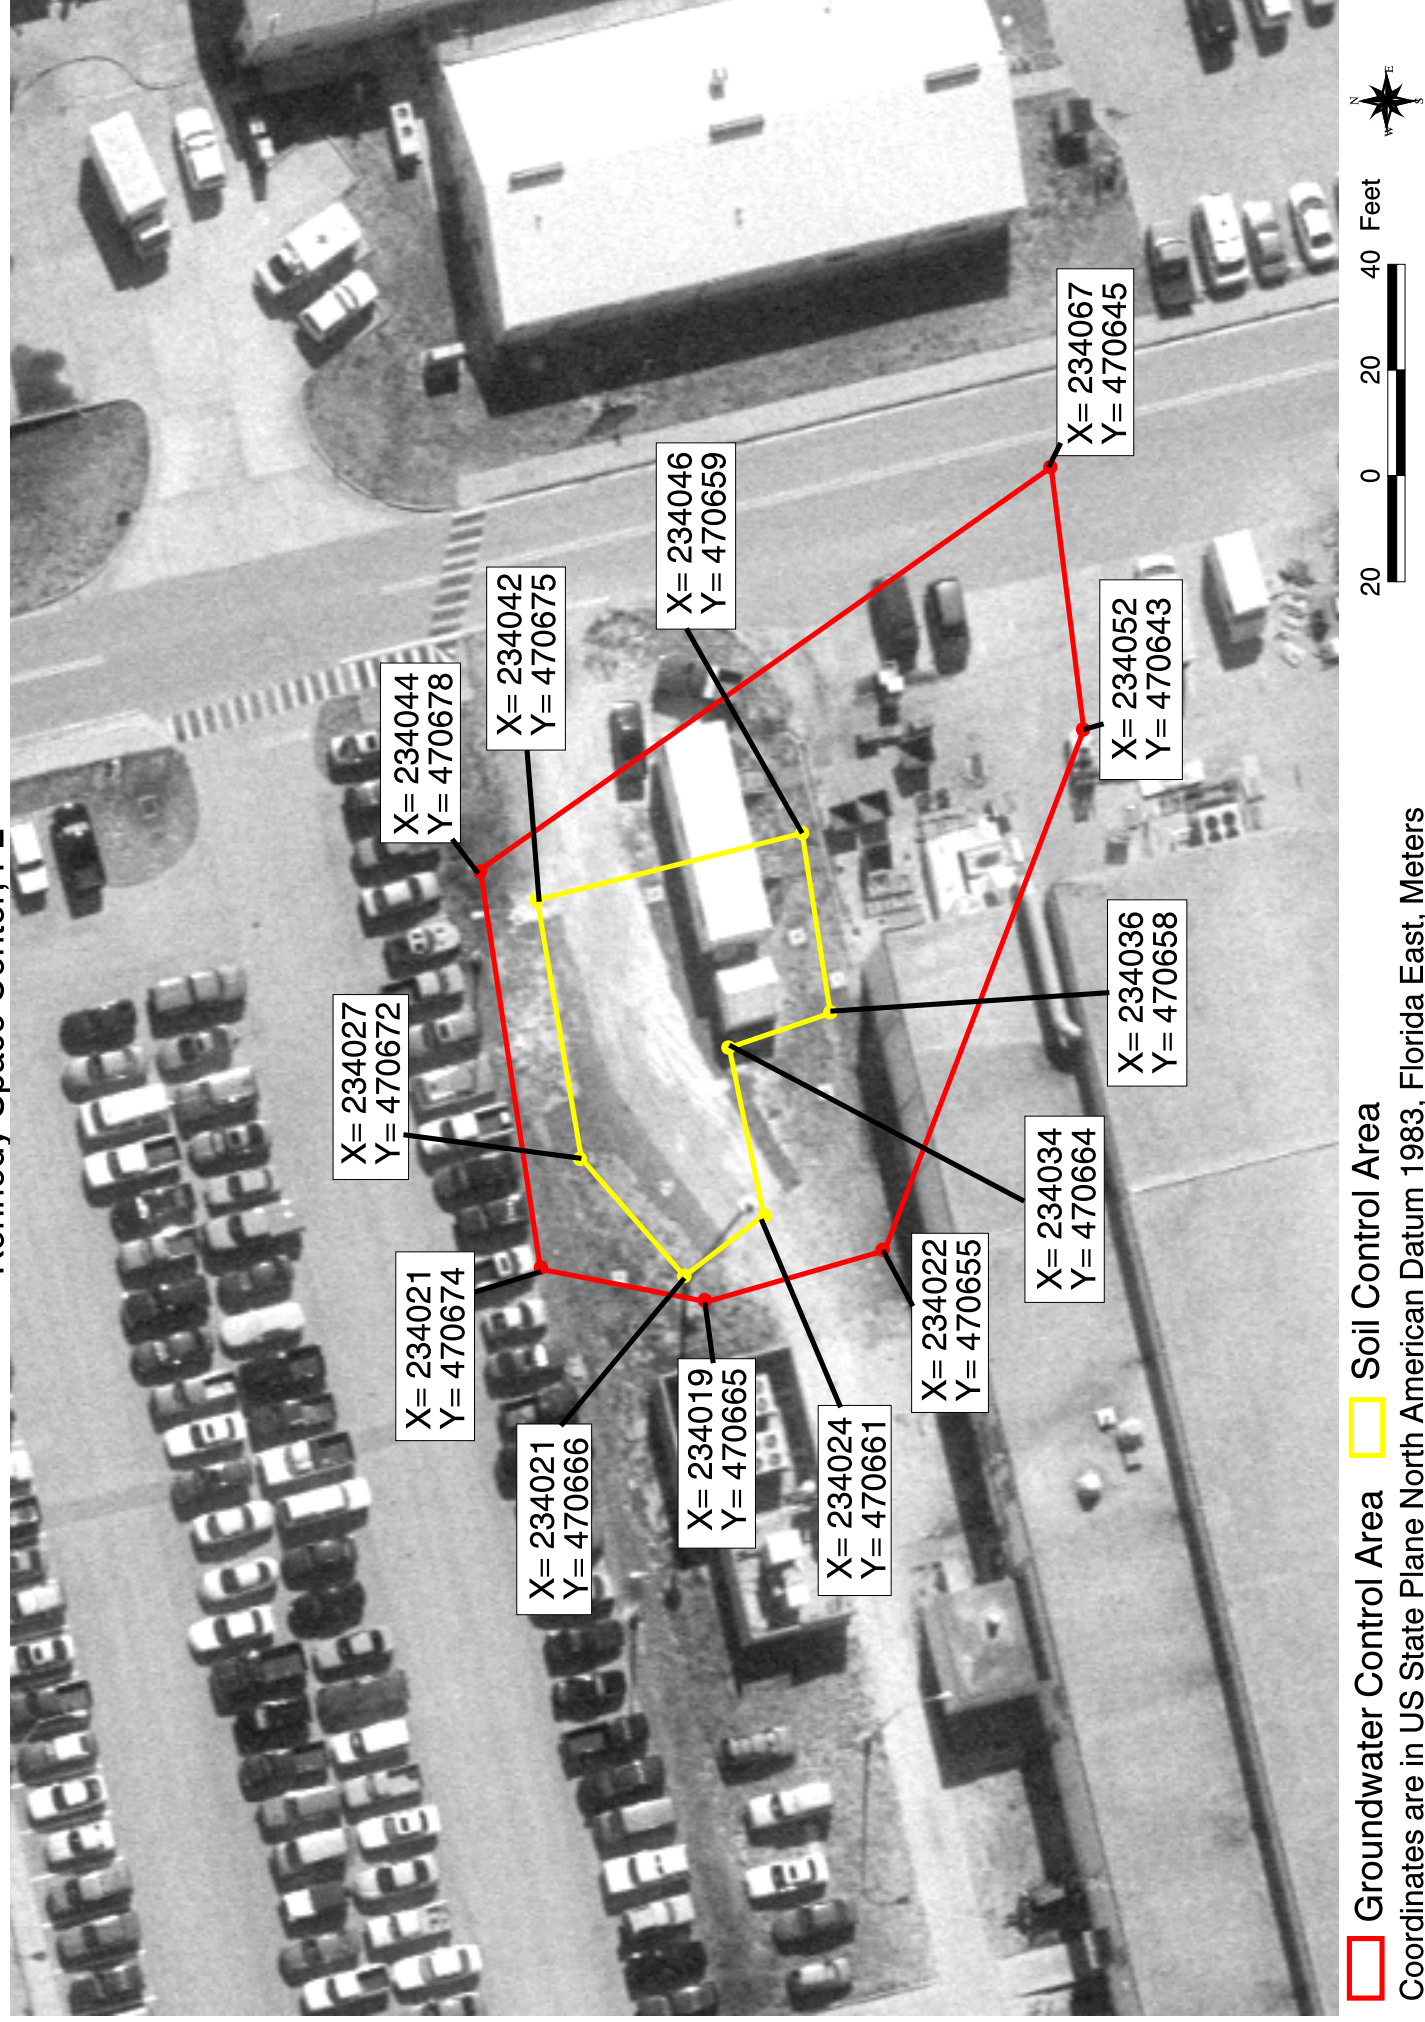 X= 234044
Y= 470678
X= 234042
Y= 470675
X= 234046
Y= 470659
X= 234067
Y= 470645
X= 234027
Y= 470672
X= 234052
Y= 470643
X= 234036
Y= 470658
X= 234034
Y= 470664
X= 234021
Y= 470674
X= 234021
Y= 470666
X= 234019
Y= 470665
X= 234024
Y= 470661
X= 234022
Y= 470655
Groundwater Control Area
Soil Control Area
20 0 20 40 Feet
N
E
S
W
Coordinates are in US State Plane North American Datum 1983, Florida East, Meters